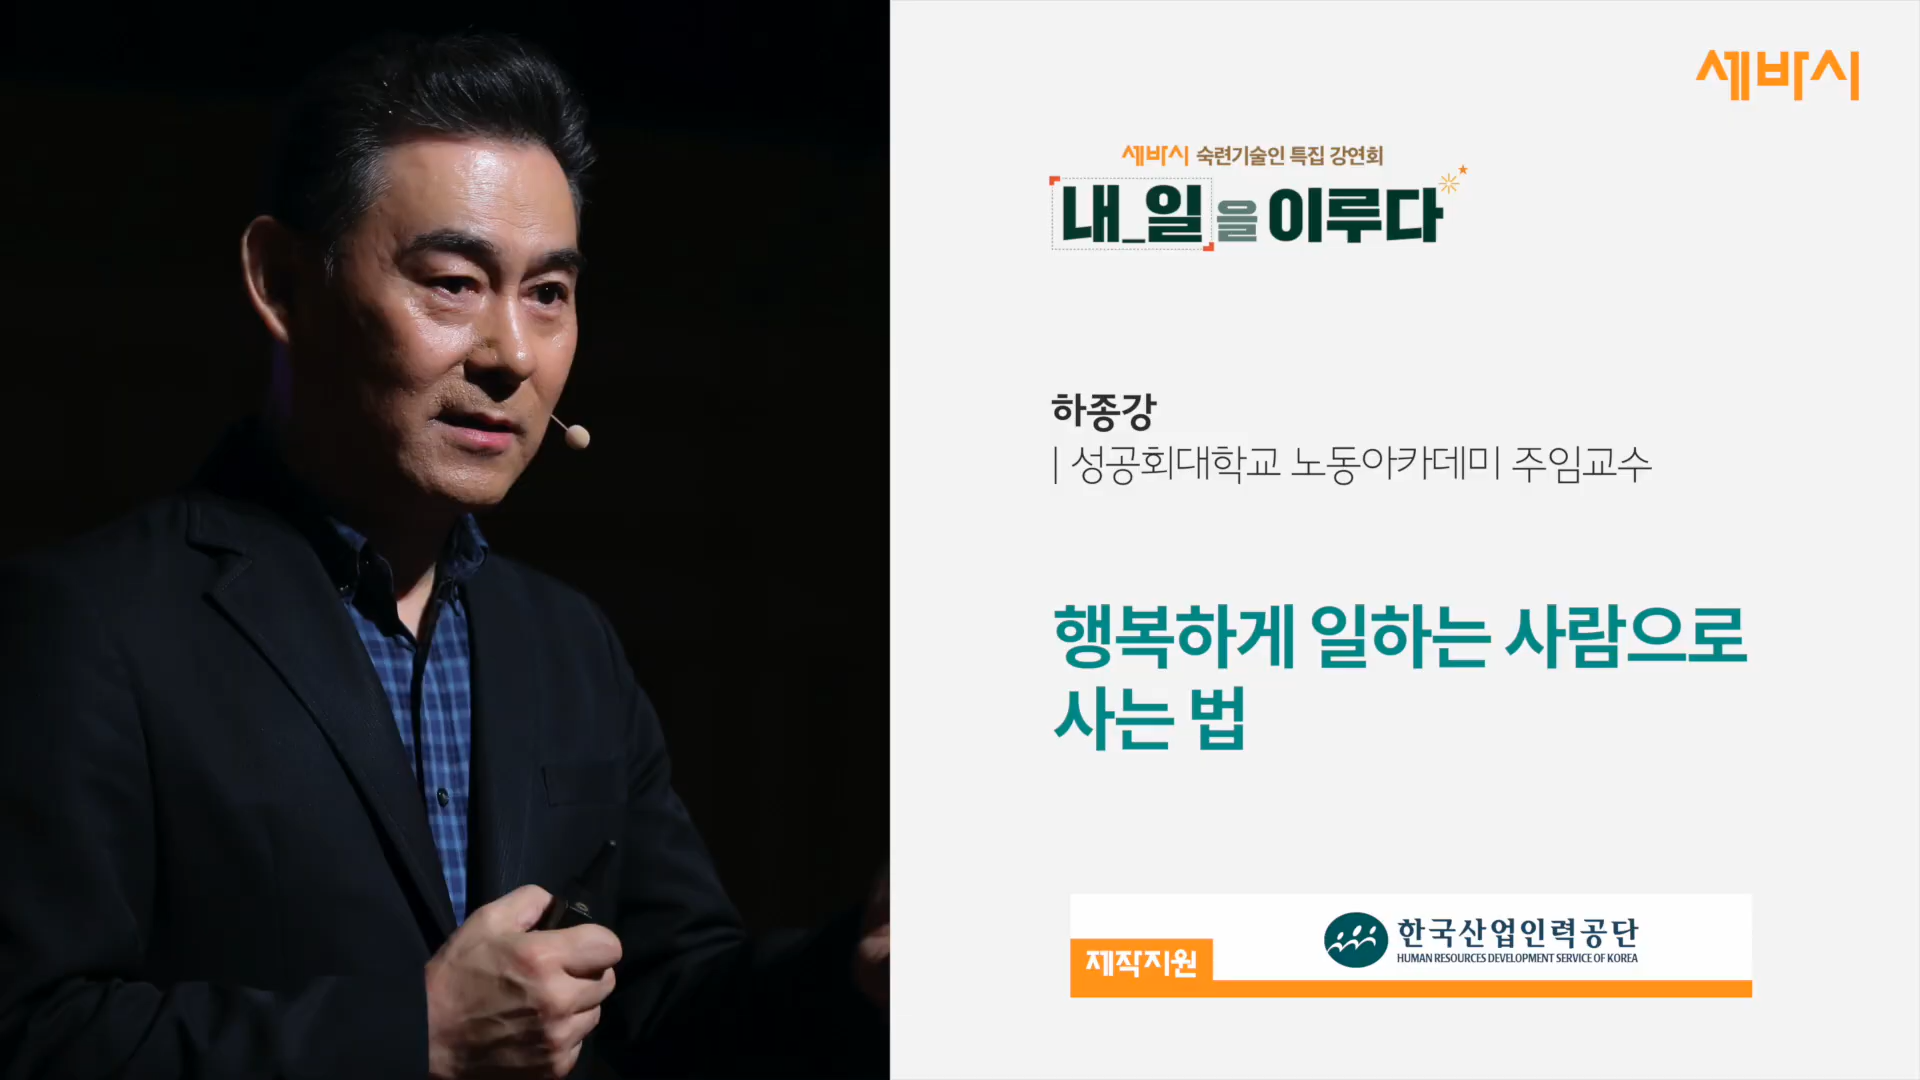 세바시
세바시 숙련기술인 특집 강연회
내_일을 이루다
하종강
| 성공회대학교 노동아카데미 주임교수
행복하게 일하는 사람으로
사는 법
제작지원
한국산업인력공단
HUMAN RESOURCES DEVELOPMENT SERVICE OF KOREA